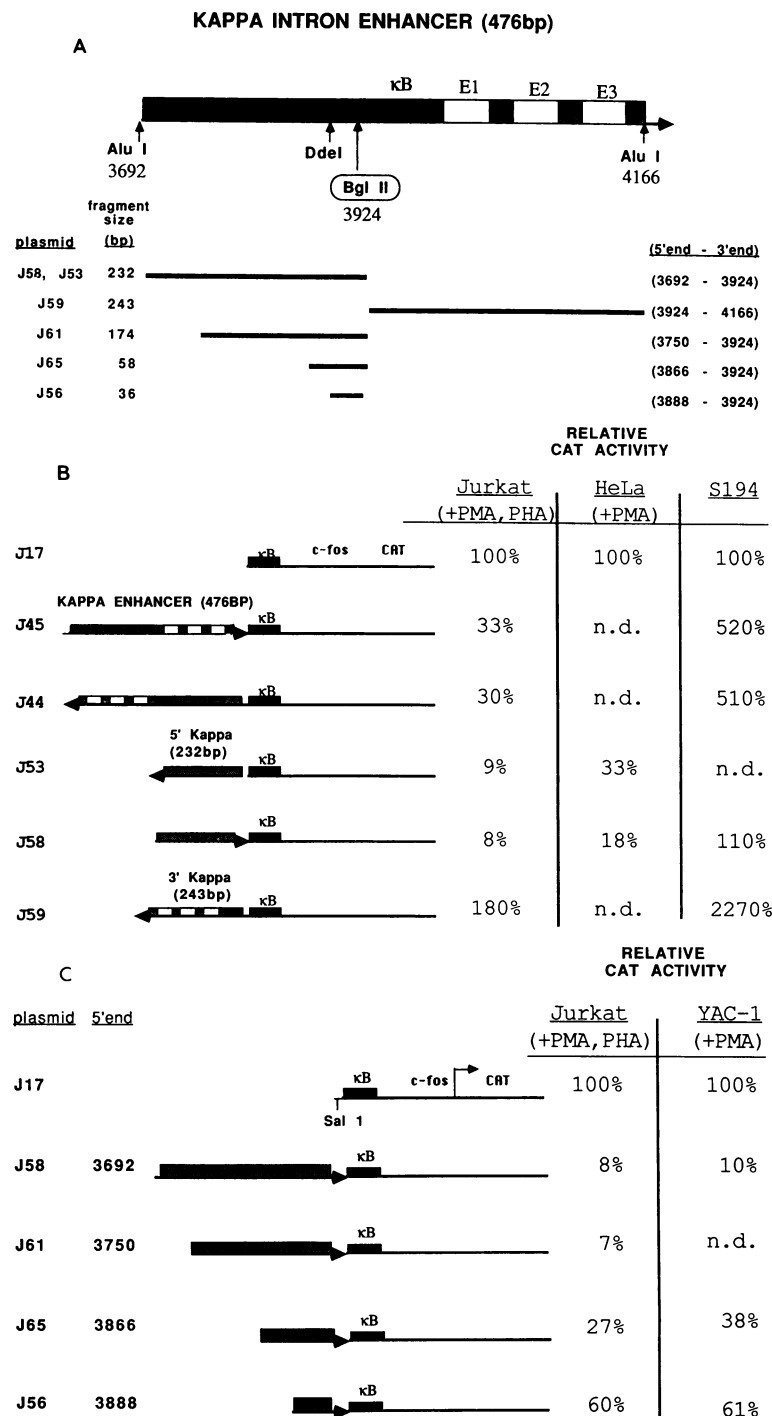 KAPPA INTRON ENHANCER (476bp)
A
κB E1 E2 E3
Alu I DdeI Alu I
3692 Bgl II 4166
3924
fragment
size
plasmid (bp) (5'end - 3'end)
J58, J53 232 (3692 - 3924)
J59 243 (3924 - 4166)
J61 174 (3750 - 3924)
J65 58 (3866 - 3924)
J56 36 (3888 - 3924)
RELATIVE
CAT ACTIVITY
B
Jurkat HeLa S194
(+PMA,PHA) (+PMA)
J17 κB c-fos CAT 100% 100% 100%
KAPPA ENHANCER (476BP)
J45 κB 33% n.d. 520%
J44 κB 30% n.d. 510%
5' Kappa
(232bp)
J53 κB 9% 33% n.d.
J58 κB 8% 18% 110%
3' Kappa
(243bp)
J59 κB 180% n.d. 2270%
RELATIVE
CAT ACTIVITY
C
plasmid 5'end Jurkat YAC-1
(+PMA,PHA) (+PMA)
J17 κB c-fos CAT 100% 100%
Sal 1
J58 3692 κB 8% 10%
J61 3750 κB 7% n.d.
J65 3866 κB 27% 38%
J56 3888 κB 60% 61%